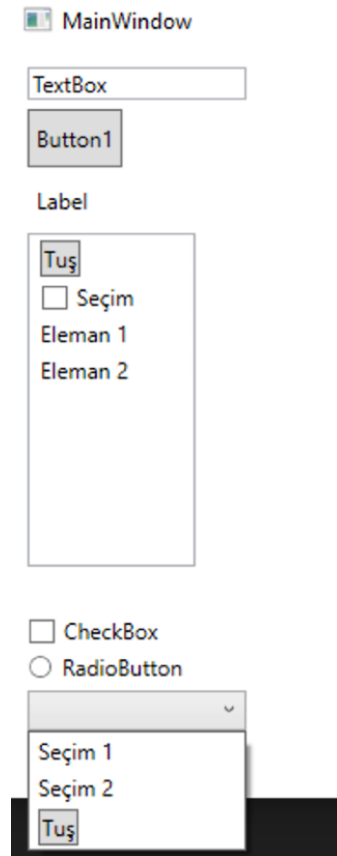 MainWindow
TextBox
Button1
Label
Tuş
Seçim
Eleman 1
Eleman 2
CheckBox
RadioButton
Seçim 1
Seçim 2
Tuş